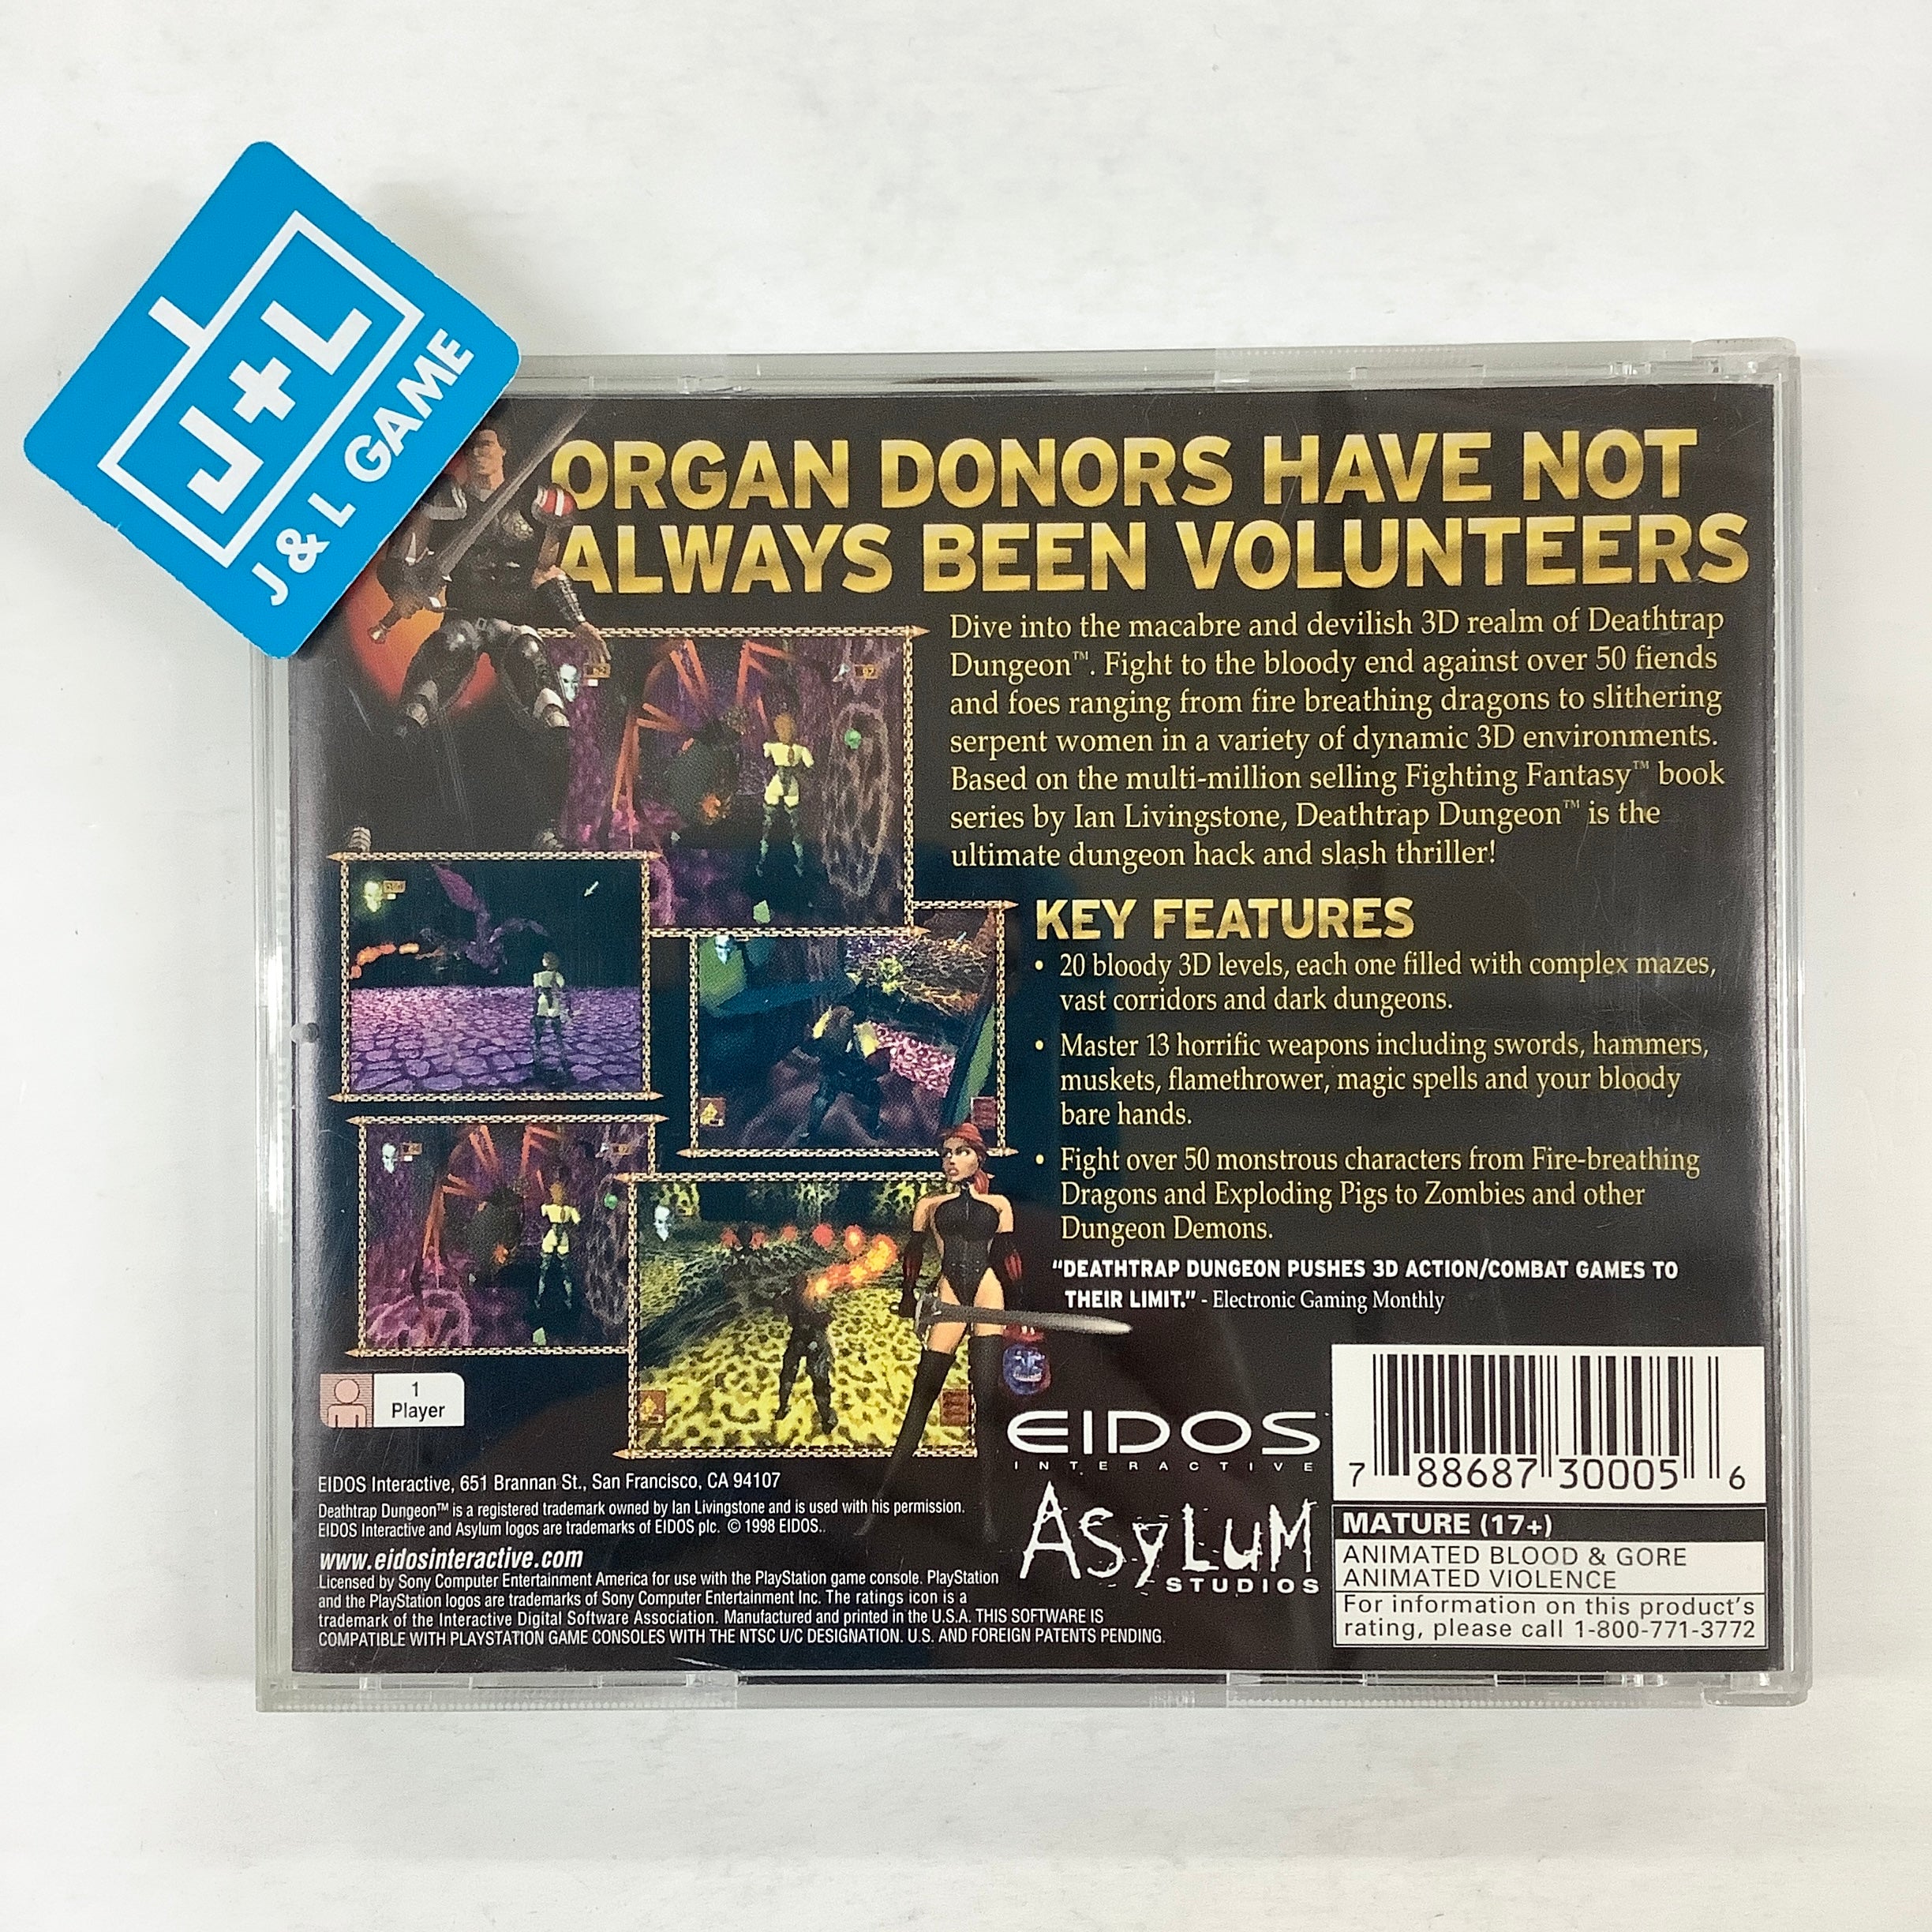 J+L
J&L GAME
ORGAN DONORS HAVE NOT
ALWAYS BEEN VOLUNTEERS
Dive into the macabre and devilish 3D realm of Deathtrap
Dungeon™. Fight to the bloody end against over 50 fiends
and foes ranging from fire breathing dragons to slithering
serpent women in a variety of dynamic 3D environments.
Based on the multi-million selling Fighting Fantasy™ book
series by Ian Livingstone, Deathtrap Dungeon™ is the
ultimate dungeon hack and slash thriller!
KEY FEATURES
• 20 bloody 3D levels, each one filled with complex mazes,
vast corridors and dark dungeons.
• Master 13 horrific weapons including swords, hammers,
muskets, flamethrower, magic spells and your bloody
bare hands.
• Fight over 50 monstrous characters from Fire-breathing
Dragons and Exploding Pigs to Zombies and other
Dungeon Demons.
"DEATHTRAP DUNGEON PUSHES 3D ACTION/COMBAT GAMES TO
THEIR LIMIT." - Electronic Gaming Monthly
1
Player
EIDOS
INTERACTIVE
ASYLUM
STUDIOS
7 88687 30005 6
MATURE (17+)
ANIMATED BLOOD & GORE
ANIMATED VIOLENCE
For information on this product's
rating, please call 1-800-771-3772
EIDOS Interactive, 651 Brannan St., San Francisco, CA 94107
Deathtrap Dungeon™ is a registered trademark owned by Ian Livingstone and is used with his permission.
EIDOS Interactive and Asylum logos are trademarks of EIDOS plc. © 1998 EIDOS..
www.eidosinteractive.com
Licensed by Sony Computer Entertainment America for use with the PlayStation game console. PlayStation
and the PlayStation logos are trademarks of Sony Computer Entertainment Inc. The ratings icon is a
trademark of the Interactive Digital Software Association. Manufactured and printed in the U.S.A. THIS SOFTWARE IS
COMPATIBLE WITH PLAYSTATION GAME CONSOLES WITH THE NTSC U/C DESIGNATION. U.S. AND FOREIGN PATENTS PENDING.